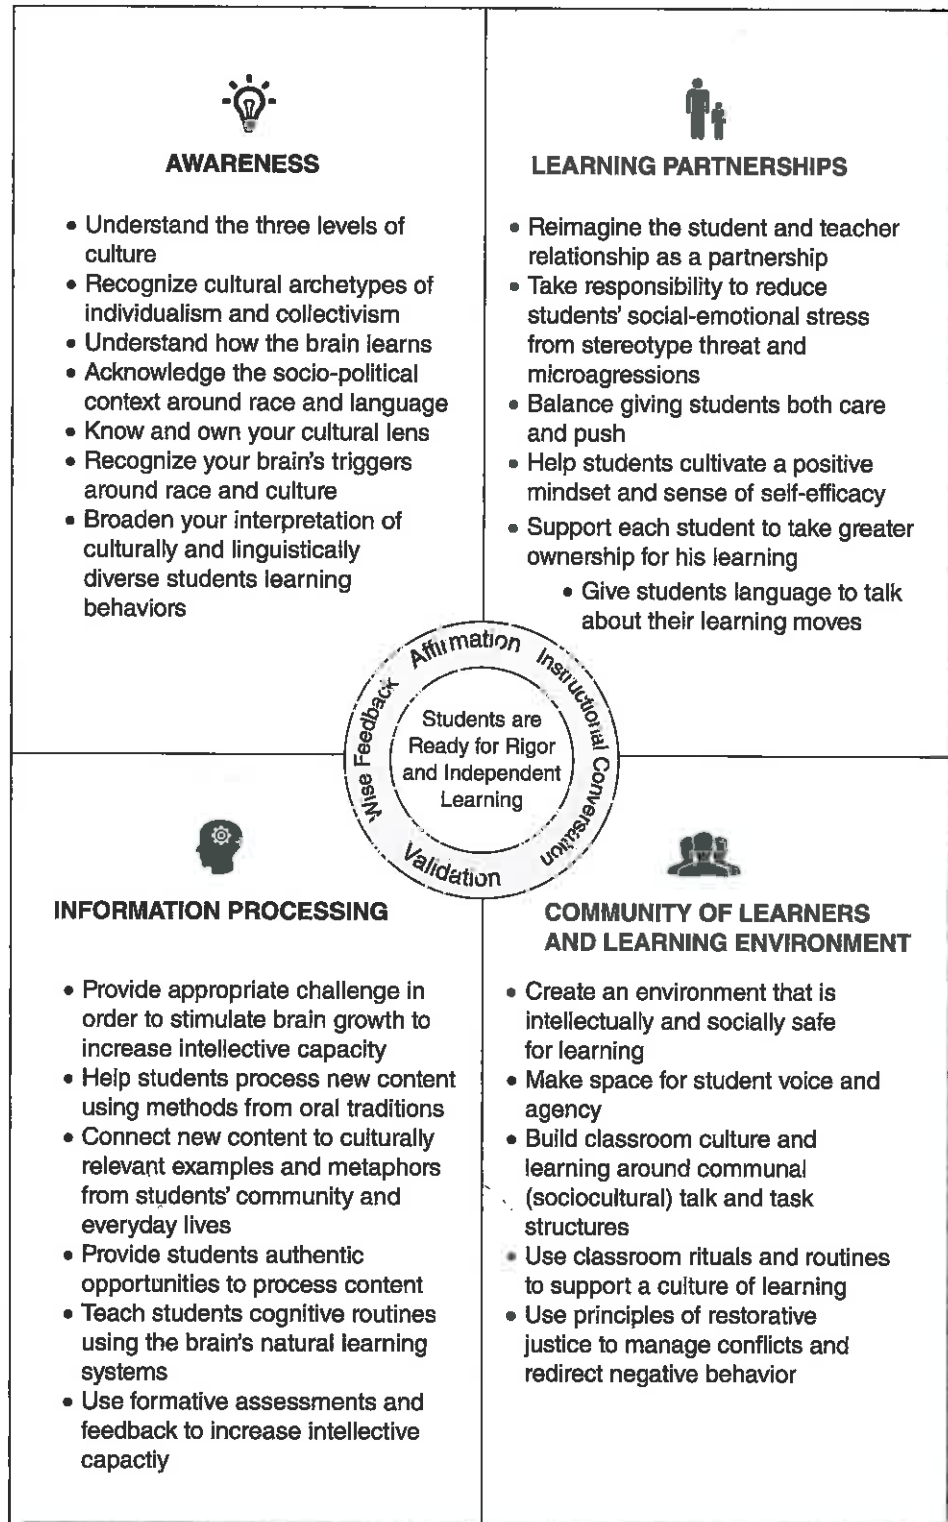 AWARENESS
• Understand the three levels of
culture
• Recognize cultural archetypes of
individualism and collectivism
• Understand how the brain learns
• Acknowledge the socio-political
context around race and language
• Know and own your cultural lens
• Recognize your brain's triggers
around race and culture
• Broaden your interpretation of
culturally and linguistically
diverse students learning
behaviors
LEARNING PARTNERSHIPS
• Reimagine the student and teacher
relationship as a partnership
• Take responsibility to reduce
students' social-emotional stress
from stereotype threat and
microagressions
• Balance giving students both care
and push
• Help students cultivate a positive
mindset and sense of self-efficacy
• Support each student to take greater
ownership for his learning
• Give students language to talk
about their learning moves
Wise Feedback
Affirmation
Instructional Conversation
Validation
Students are
Ready for Rigor
and Independent
Learning
INFORMATION PROCESSING
• Provide appropriate challenge in
order to stimulate brain growth to
increase intellective capacity
• Help students process new content
using methods from oral traditions
• Connect new content to culturally
relevant examples and metaphors
from students' community and
everyday lives
• Provide students authentic
opportunities to process content
• Teach students cognitive routines
using the brain's natural learning
systems
• Use formative assessments and
feedback to increase intellective
capactiy
COMMUNITY OF LEARNERS
AND LEARNING ENVIRONMENT
• Create an environment that is
intellectually and socially safe
for learning
• Make space for student voice and
agency
• Build classroom culture and
learning around communal
(sociocultural) talk and task
structures
• Use classroom rituals and routines
to support a culture of learning
• Use principles of restorative
justice to manage conflicts and
redirect negative behavior